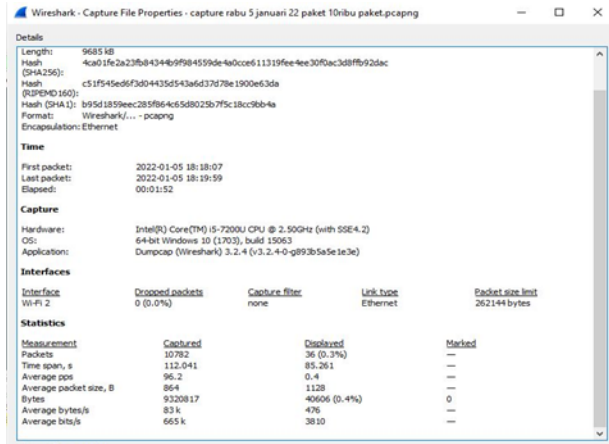 Wireshark - Capture File Properties - capture rabu 5 januari 22 paket 10ribu paket.pcapng
Details
Length: 9685 kB
Hash (SHA256): 4ca01fe2a23fb84344b9f984559de4a0cce611319fee4ee30f0ac3d8ffb92dac
Hash (RIPEMD160): c51f545ed6f3d04435d543a6d37d78e1900e63da
Hash (SHA1): b95d1859eec285f864c65d8025b7f5c18cc9bb4a
Format: Wireshark/... - pcapng
Encapsulation: Ethernet
Time
First packet: 2022-01-05 18:18:07
Last packet: 2022-01-05 18:19:59
Elapsed: 00:01:52
Capture
Hardware: Intel(R) Core(TM) i5-7200U CPU @ 2.50GHz (with SSE4.2)
OS: 64-bit Windows 10 (1703), build 15063
Application: Dumpcap (Wireshark) 3.2.4 (v3.2.4-0-g893b5a5e1e3e)
Interfaces
Interface Dropped packets Capture filter Link type Packet size limit
Wi-Fi 2 0 (0.0%) none Ethernet 262144 bytes
Statistics
Measurement Captured Displayed Marked
Packets 10782 36 (0.3%) —
Time span, s 112.041 85.261 —
Average pps 96.2 0.4 —
Average packet size, B 864 1128 —
Bytes 9320817 40606 (0.4%) 0
Average bytes/s 83 k 476 —
Average bits/s 665 k 3810 —